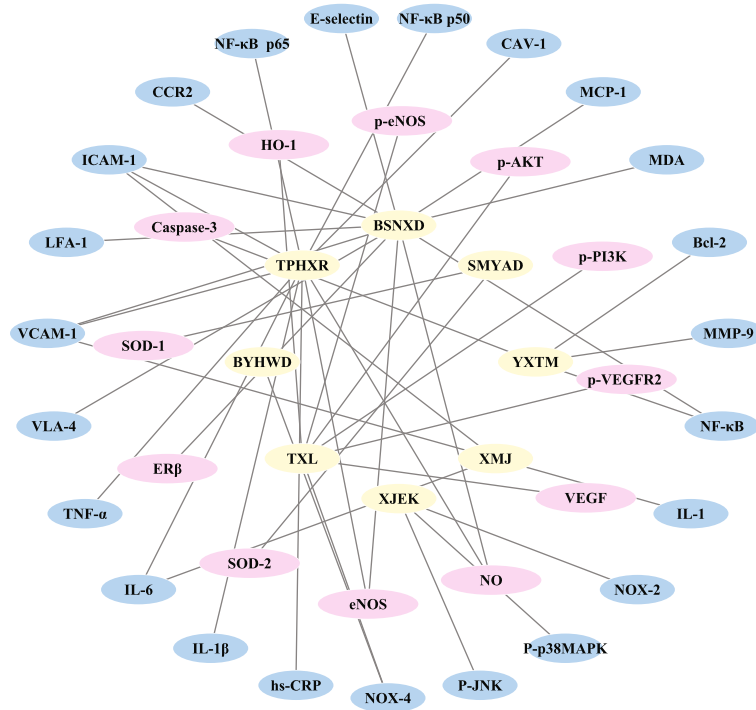 E-selectin
NF-κB p50
NF-κB p65
CAV-1
CCR2
MCP-1
p-eNOS
HO-1
ICAM-1
p-AKT
MDA
Caspase-3
BSNXD
LFA-1
Bcl-2
TPHXR
SMYAD
p-PI3K
VCAM-1
SOD-1
BYHWD
YXTM
MMP-9
p-VEGFR2
VLA-4
NF-κB
ERβ
TXL
XMJ
TNF-α
XJEK
VEGF
IL-1
SOD-2
IL-6
eNOS
NO
NOX-2
IL-1β
P-p38MAPK
hs-CRP
NOX-4
P-JNK